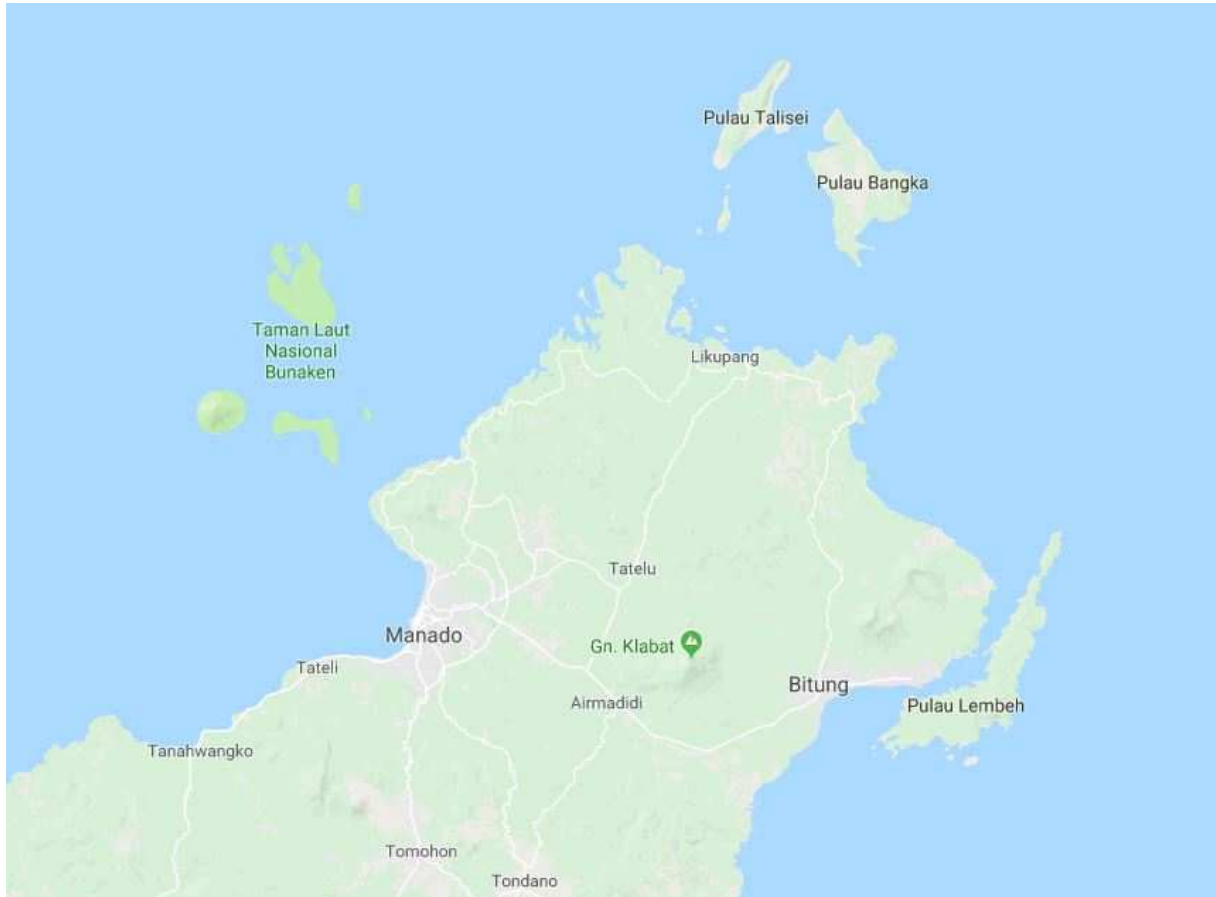 Pulau Talisei
Pulau Bangka
Taman Laut
Nasional
Bunaken
Likupang
Tatelu
Manado
Gn. Klabat
Tateli
Bitung
Airmadidi
Pulau Lembeh
Tanahwangko
Tomohon
Tondano